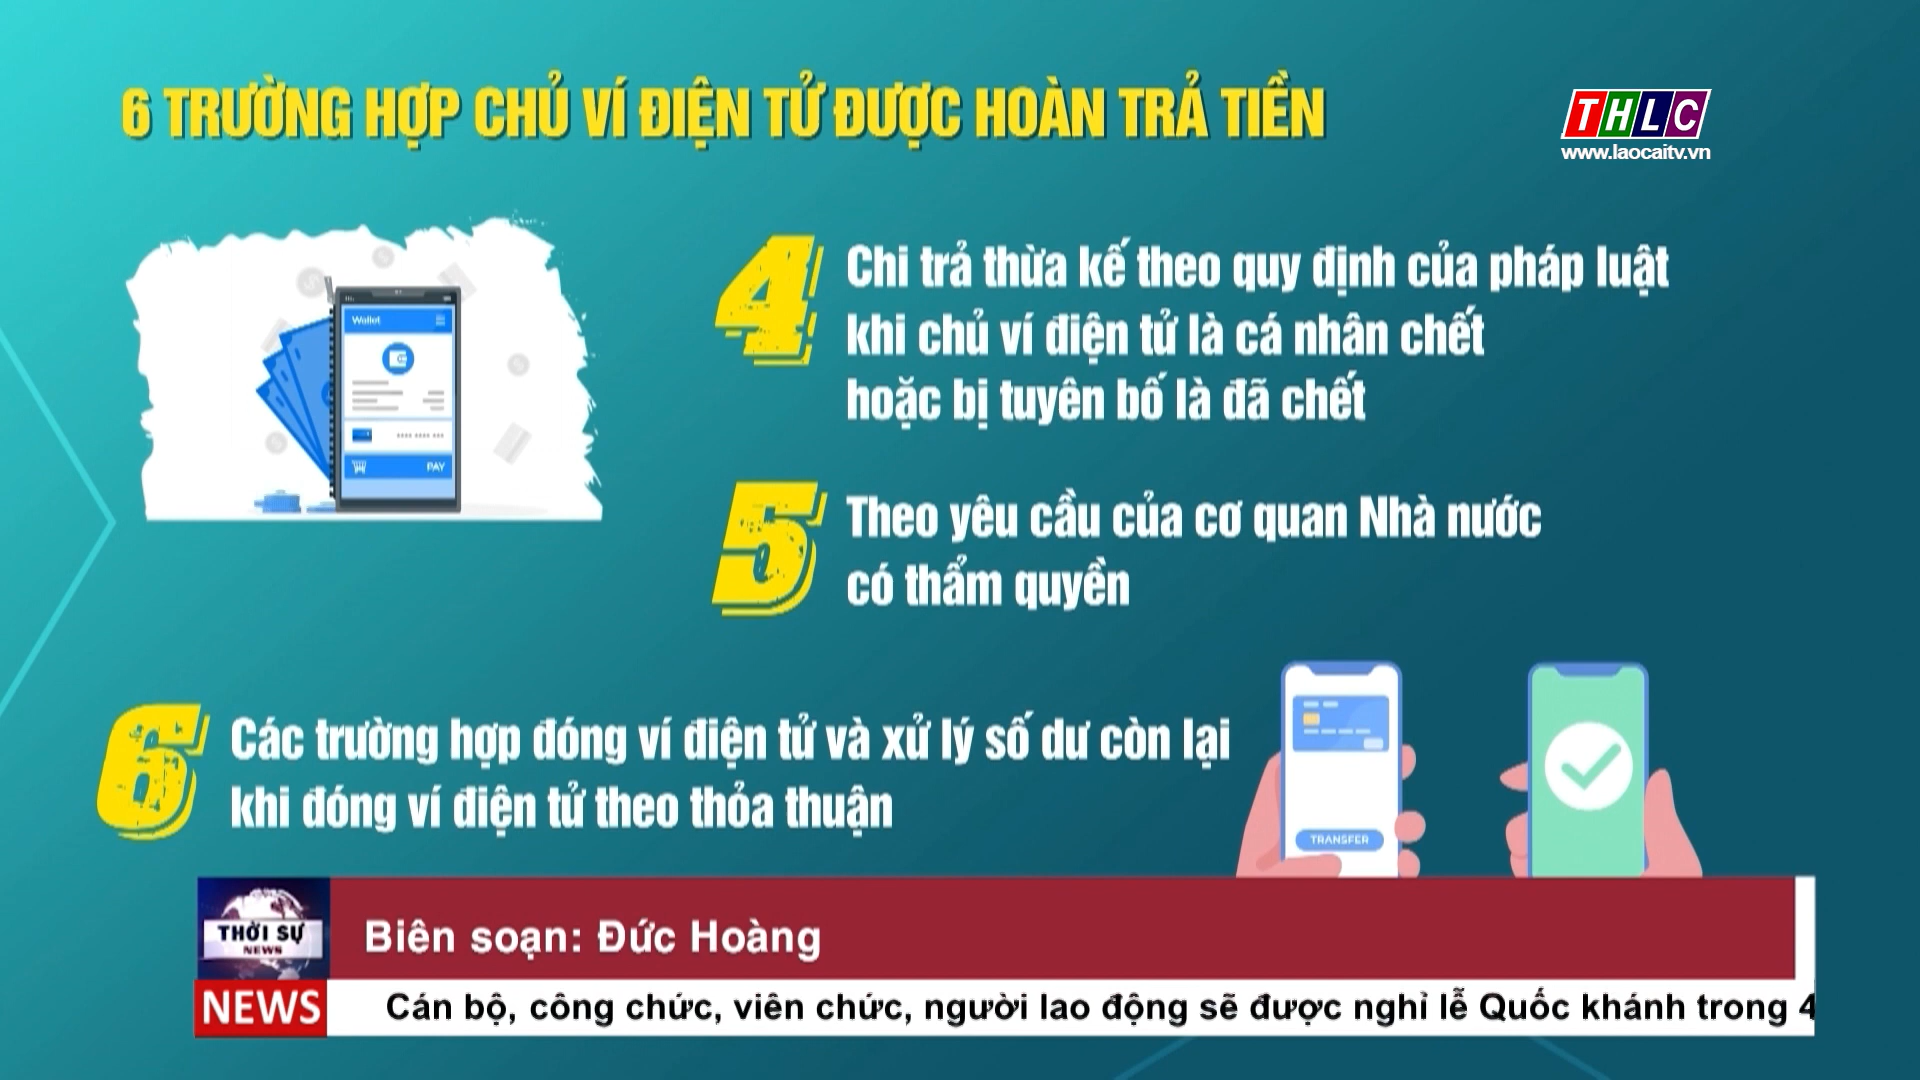 6 TRƯỜNG HỢP CHỦ VÍ ĐIỆN TỬ ĐƯỢC HOÀN TRẢ TIỀN
THLC
www.laocaitv.vn
Wallet
PAY
4 Chi trả thừa kế theo quy định của pháp luật
khi chủ ví điện tử là cá nhân chết
hoặc bị tuyên bố là đã chết
5 Theo yêu cầu của cơ quan Nhà nước
có thẩm quyền
6 Các trường hợp đóng ví điện tử và xử lý số dư còn lại
khi đóng ví điện tử theo thỏa thuận
TRANSFER
THỜI SỰ
NEWS
Biên soạn: Đức Hoàng
NEWS
Cán bộ, công chức, viên chức, người lao động sẽ được nghỉ lễ Quốc khánh trong 4